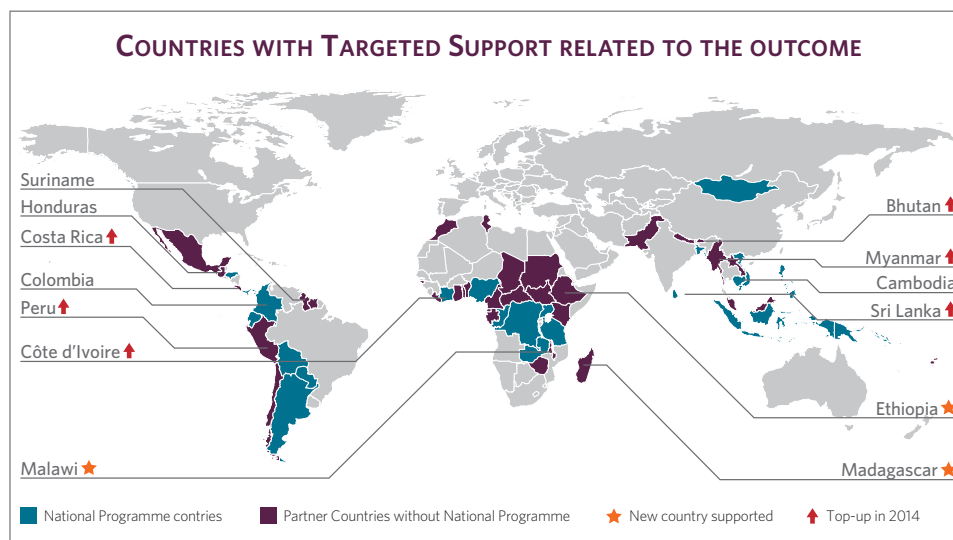 COUNTRIES WITH TARGETED SUPPORT RELATED TO THE OUTCOME
Suriname
Honduras
Costa Rica
Colombia
Peru
Côte d'Ivoire
Malawi
Bhutan
Myanmar
Cambodia
Sri Lanka
Ethiopia
Madagascar
National Programme contries
Partner Countries without National Programme
New country supported
Top-up in 2014